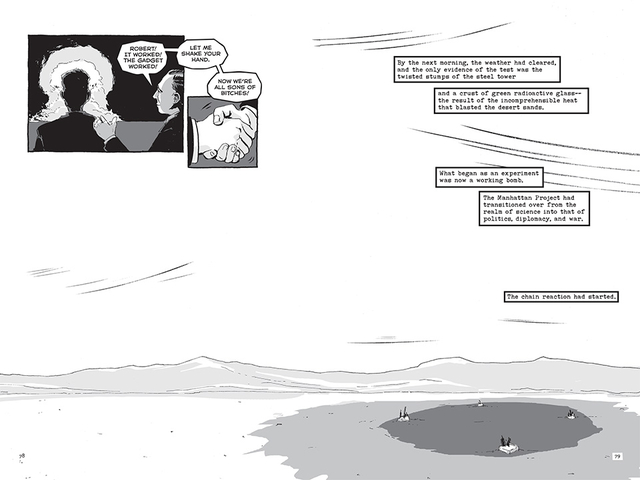 ROBERT!
IT WORKED!
THE GADGET
WORKED!
LET ME
SHAKE YOUR
HAND.
NOW WE'RE
ALL SONS OF
BITCHES!
78
By the next morning, the weather had cleared,
and the only evidence of the test was the
twisted stumps of the steel tower
and a crust of green radioactive glass--
the result of the incomprehensible heat
that blasted the desert sands.
What began as an experiment
was now a working bomb.
The Manhattan Project had
transitioned over from the
realm of science into that of
politics, diplomacy, and war.
The chain reaction had started.
79